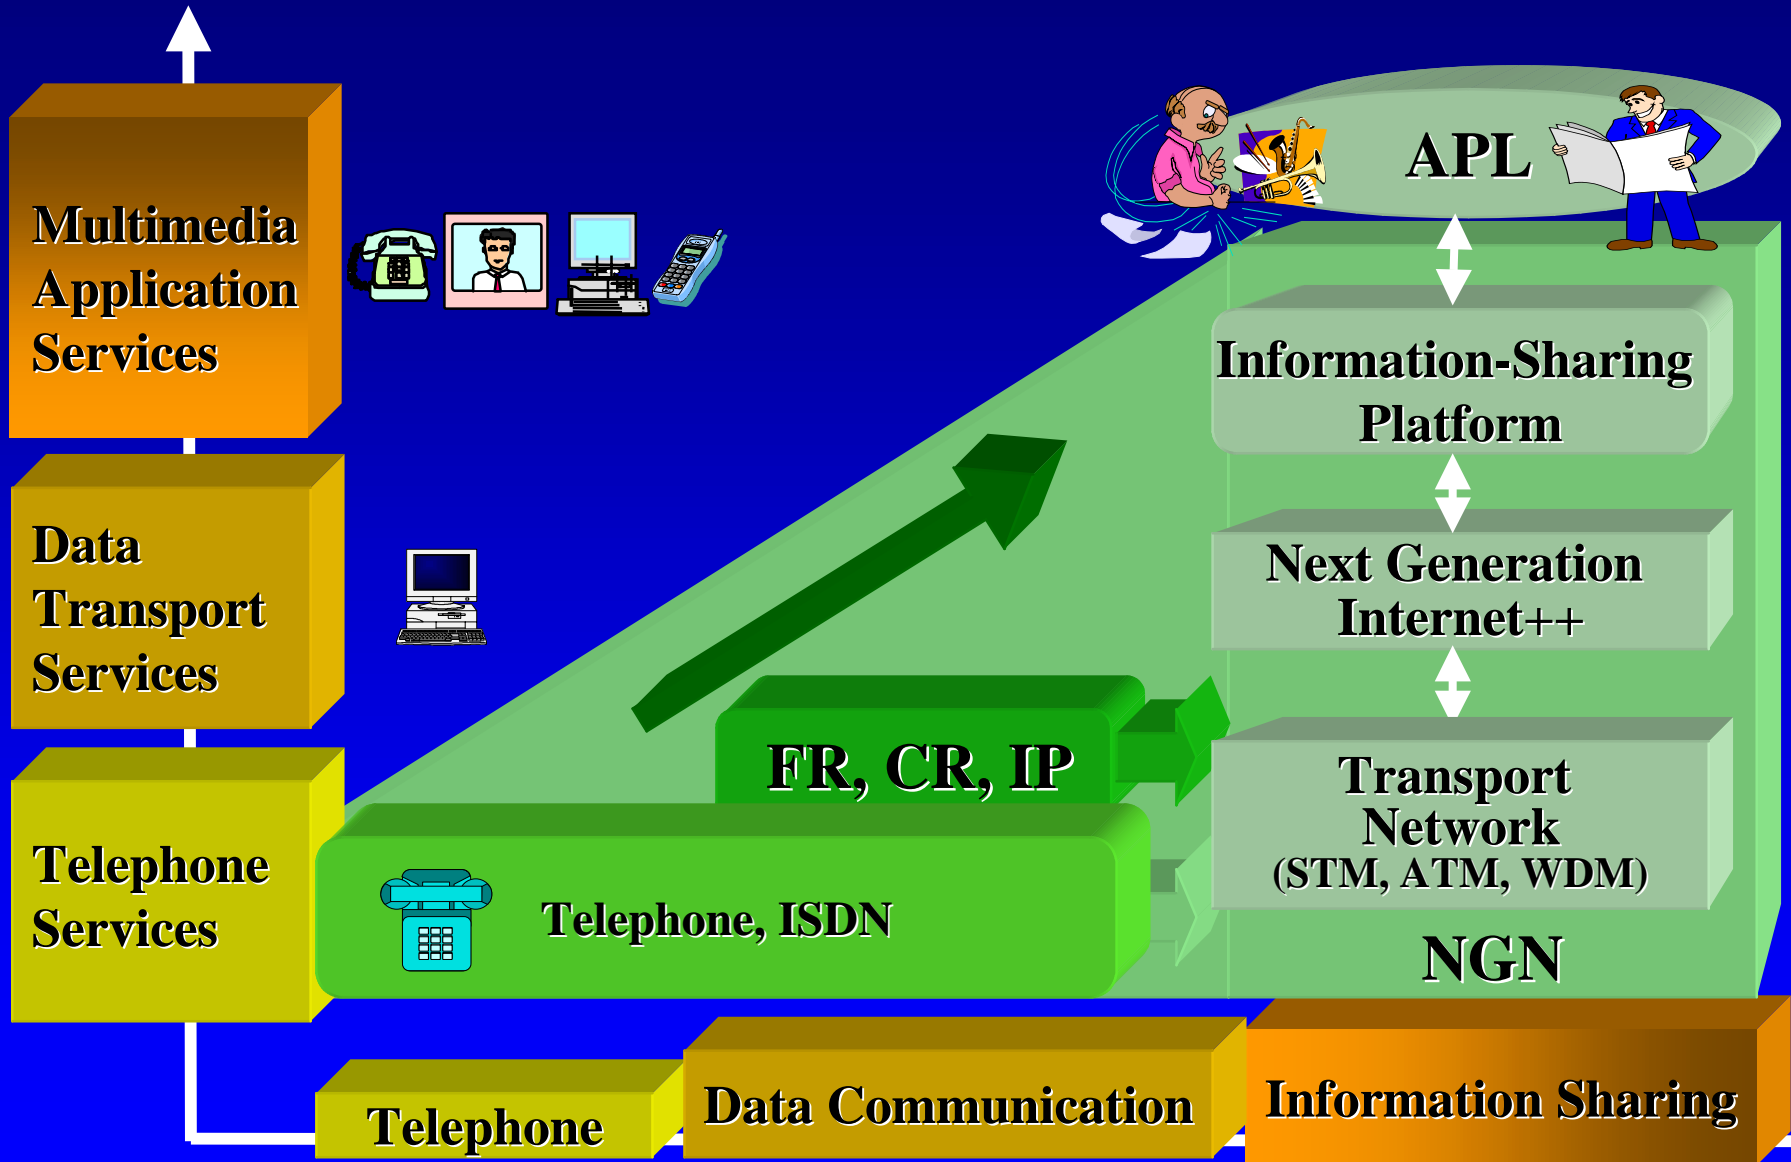 Multimedia
Application
Services
Data
Transport
Services
Telephone
Services
APL
Information-Sharing
Platform
Next Generation
Internet++
Transport
Network
(STM, ATM, WDM)
NGN
FR, CR, IP
Telephone, ISDN
Telephone
Data Communication
Information Sharing